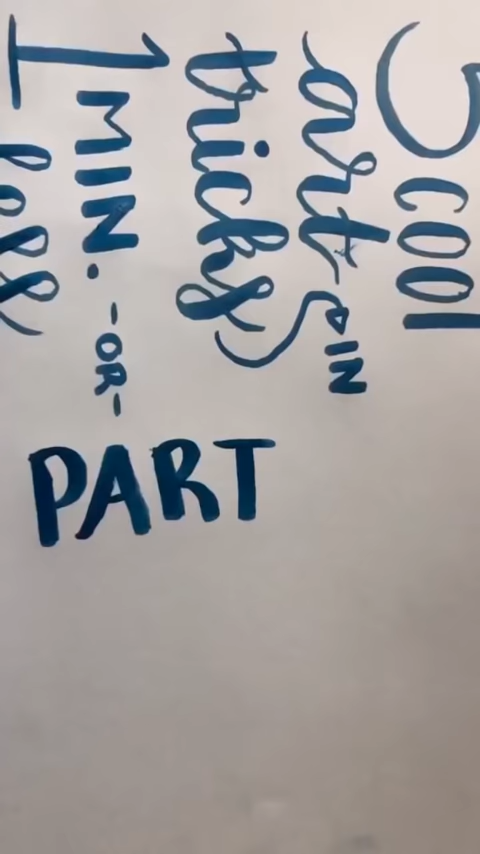 5 cool
art IN
tricks
1 MIN. -OR-
less
PART